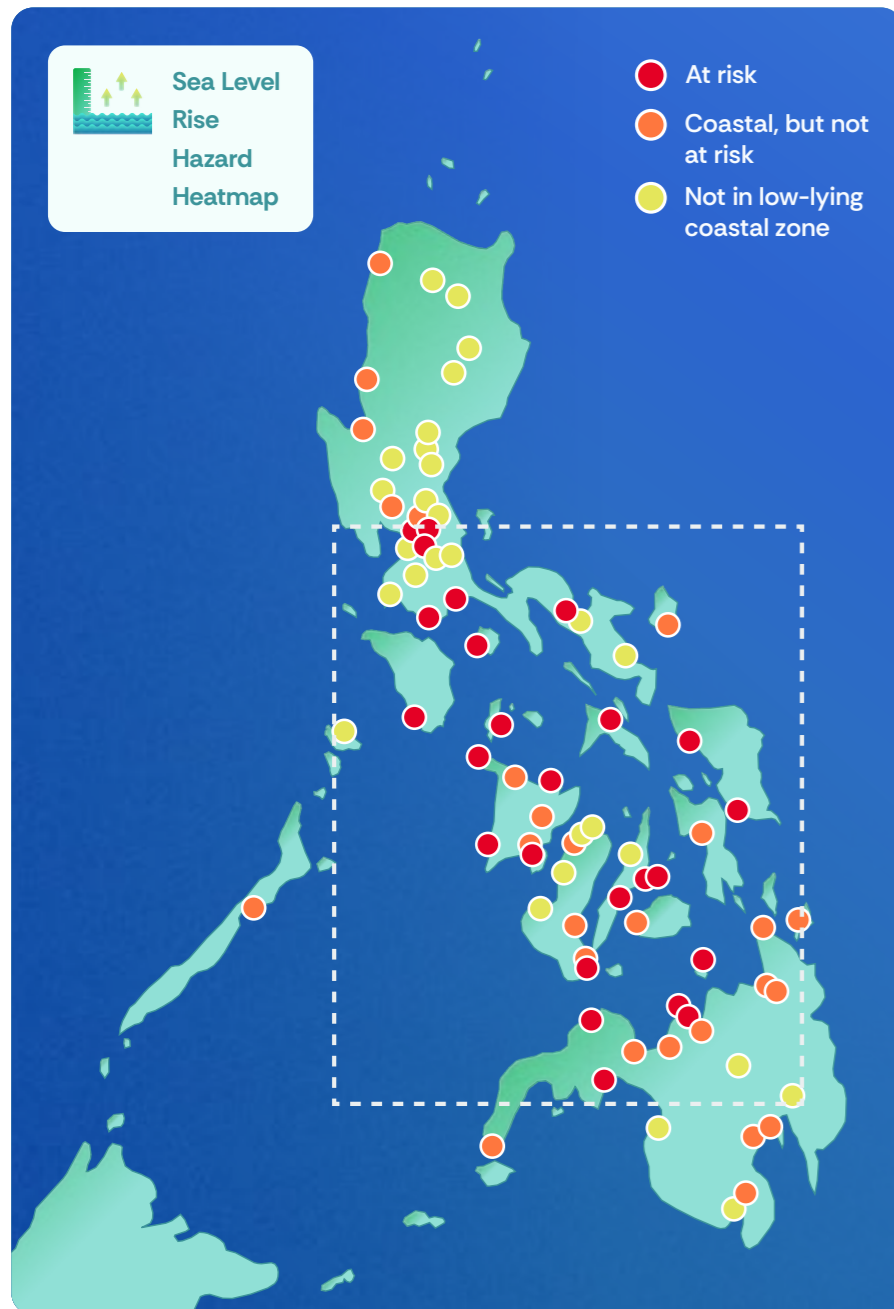 Sea Level
Rise
Hazard
Heatmap
At risk
Coastal, but not
at risk
Not in low-lying
coastal zone